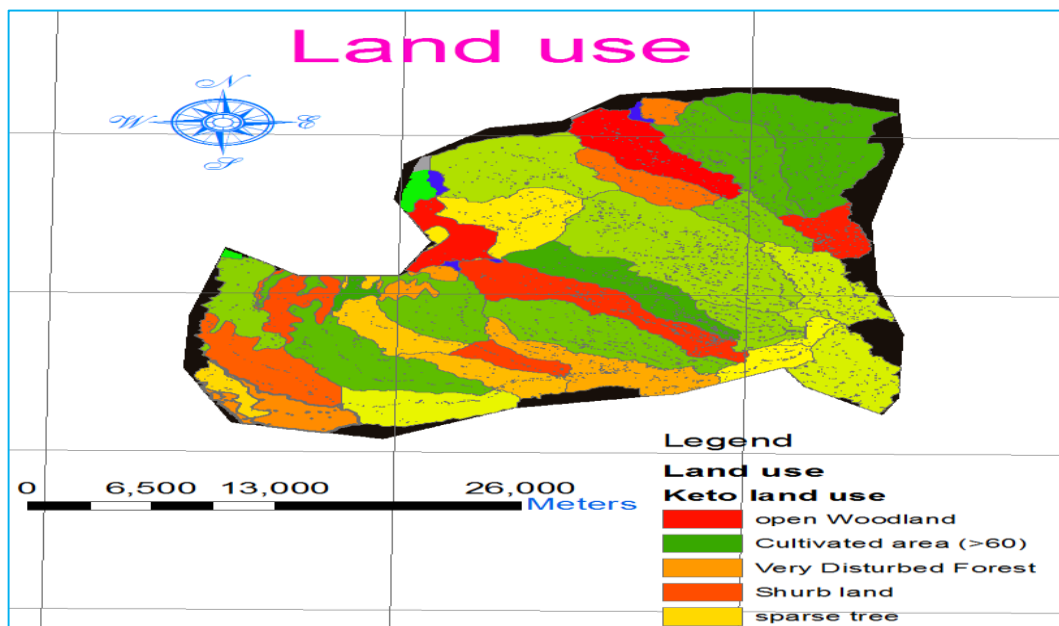 Land use
N
W E
S
Legend
Land use
Keto land use
open Woodland
Cultivated area (>60)
Very Disturbed Forest
Shurb land
sparse tree
0 6,500 13,000 26,000
Meters